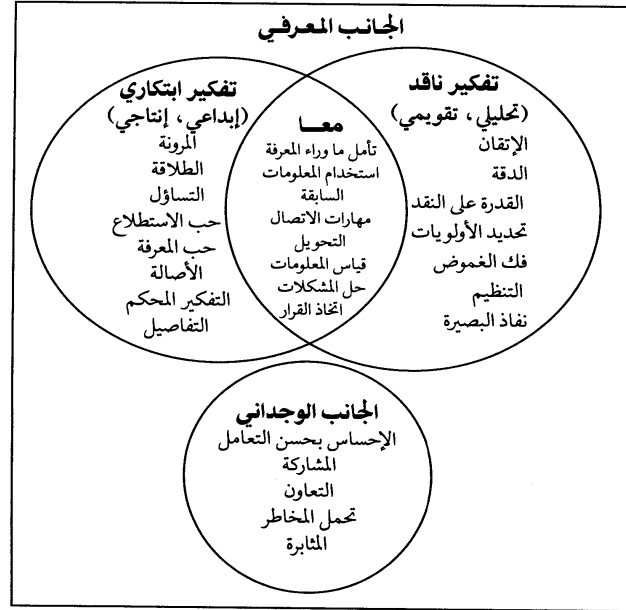 الجانب المعرفي
تفكير ناقد
(تحليلي، تقويمي)
الإتقان
الدقة
القدرة على النقد
تحديد الأولويات
فك الغموض
التنظيم
نفاذ البصيرة
معـــا
تأمل ما وراء المعرفة
استخدام المعلومات
السابقة
مهارات الاتصال
التحويل
قياس المعلومات
حل المشكلات
اتخاذ القرار
تفكير ابتكاري
(إبداعي، إنتاجي)
المرونة
الطلاقة
التساؤل
حب الاستطلاع
حب المعرفة
الأصالة
التفكير المحكم
التفاصيل
الجانب الوجداني
الإحساس بحسن التعامل
المشاركة
التعاون
تحمل المخاطر
المثابرة